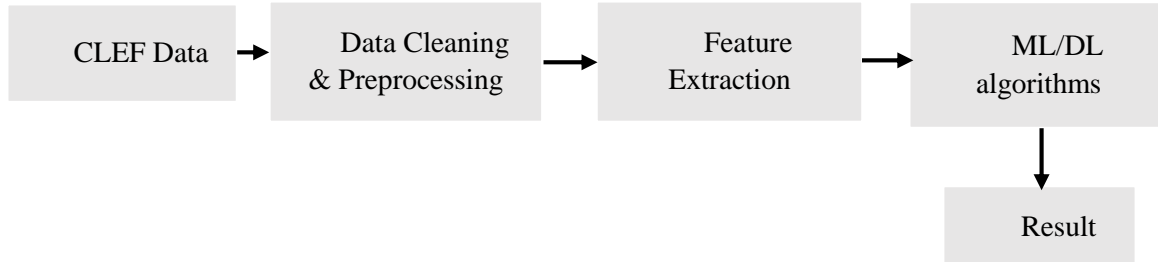 CLEF Data
Data Cleaning
& Preprocessing
Feature
Extraction
ML/DL
algorithms
Result